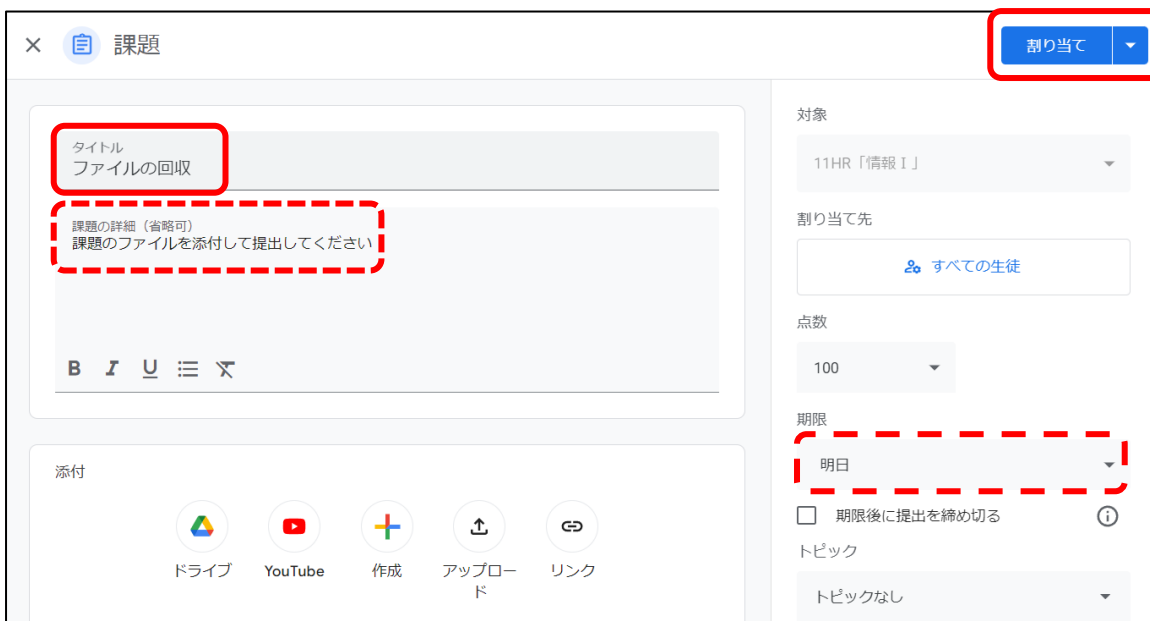 課題
割り当て
タイトル
ファイルの回収
課題の詳細（省略可）
課題のファイルを添付して提出してください
B I U
添付
ドライブ
YouTube
作成
アップロー
ド
リンク
対象
11HR「情報Ⅰ」
割り当て先
すべての生徒
点数
100
期限
明日
期限後に提出を締め切る
トピック
トピックなし